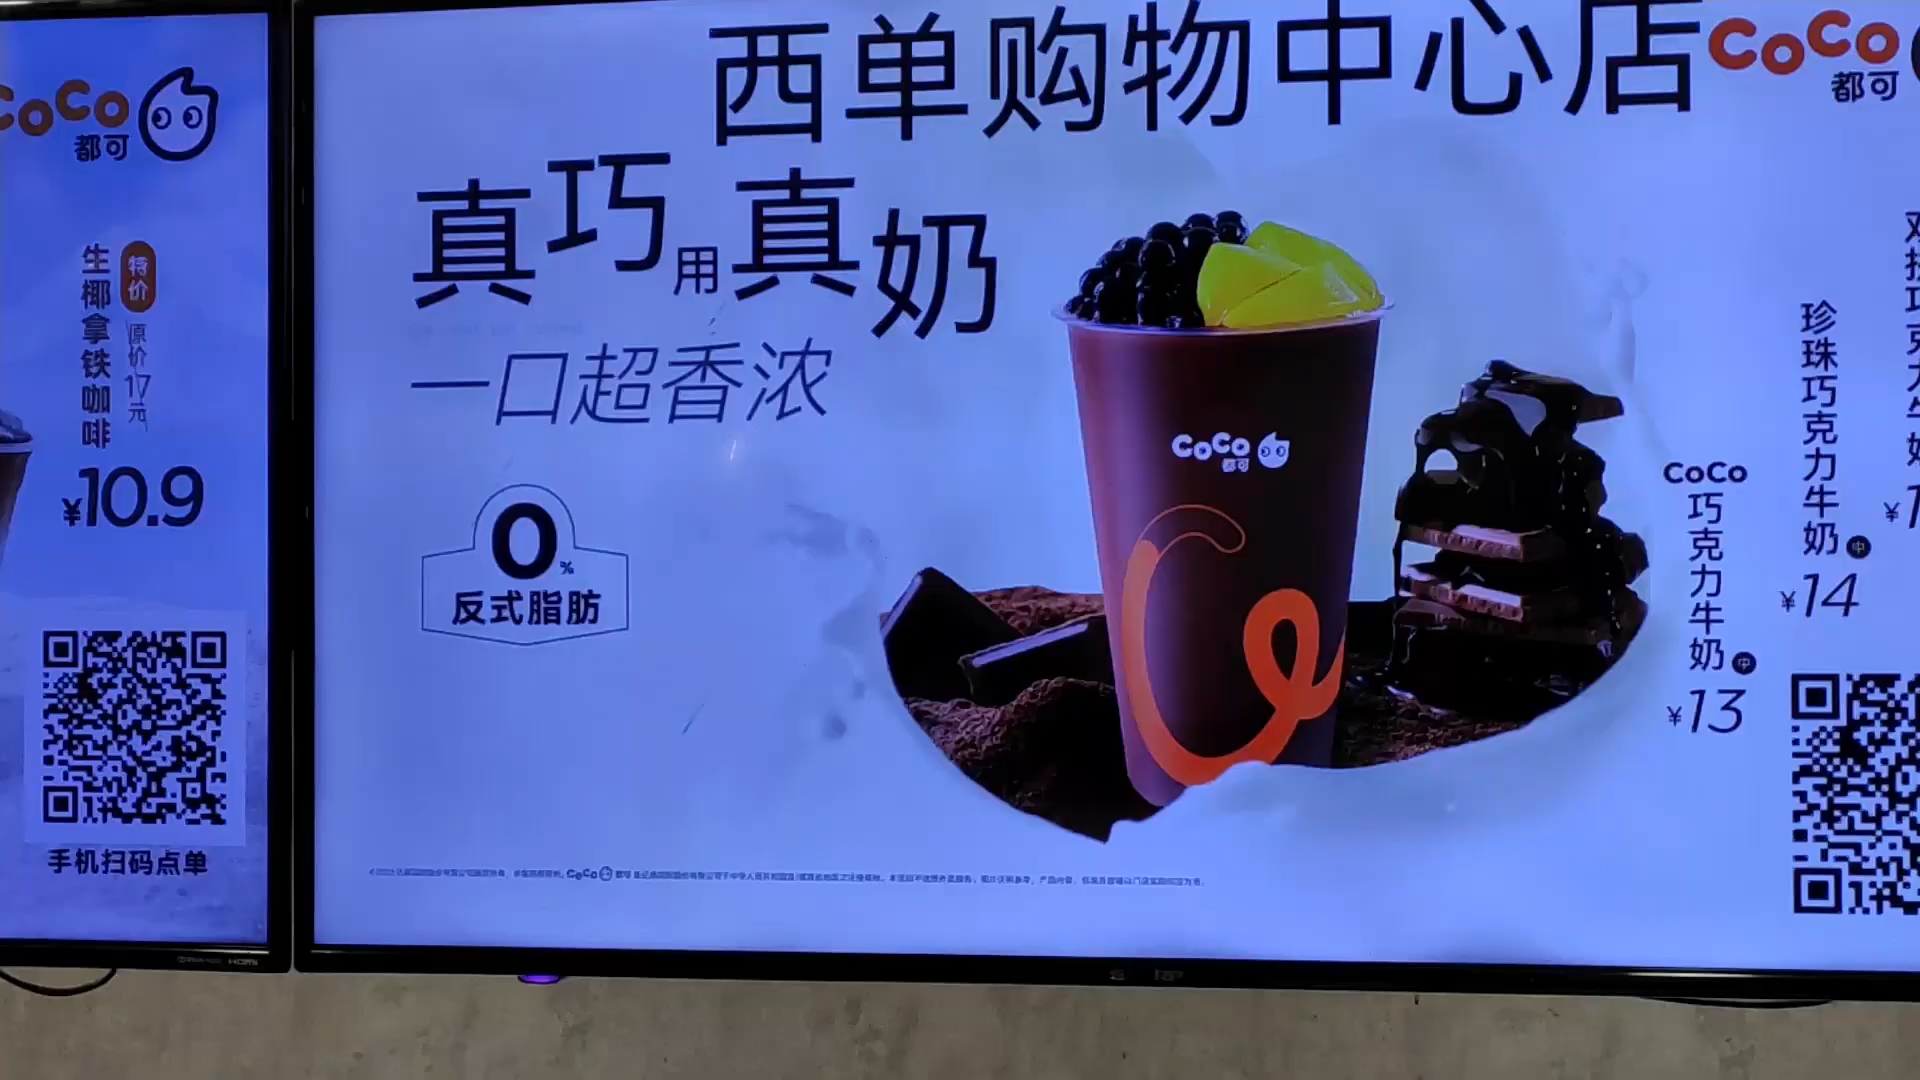 CoCo
都可
特价
生椰拿铁咖啡
原价17元
¥10.9
手机扫码点单
西单购物中心店
CoCo
都可
真巧用真奶
一口超香浓
0%
反式脂肪
CoCo
都可
CoCo
巧克力牛奶 中
¥13
珍珠巧克力牛奶 中
¥14
HDMI